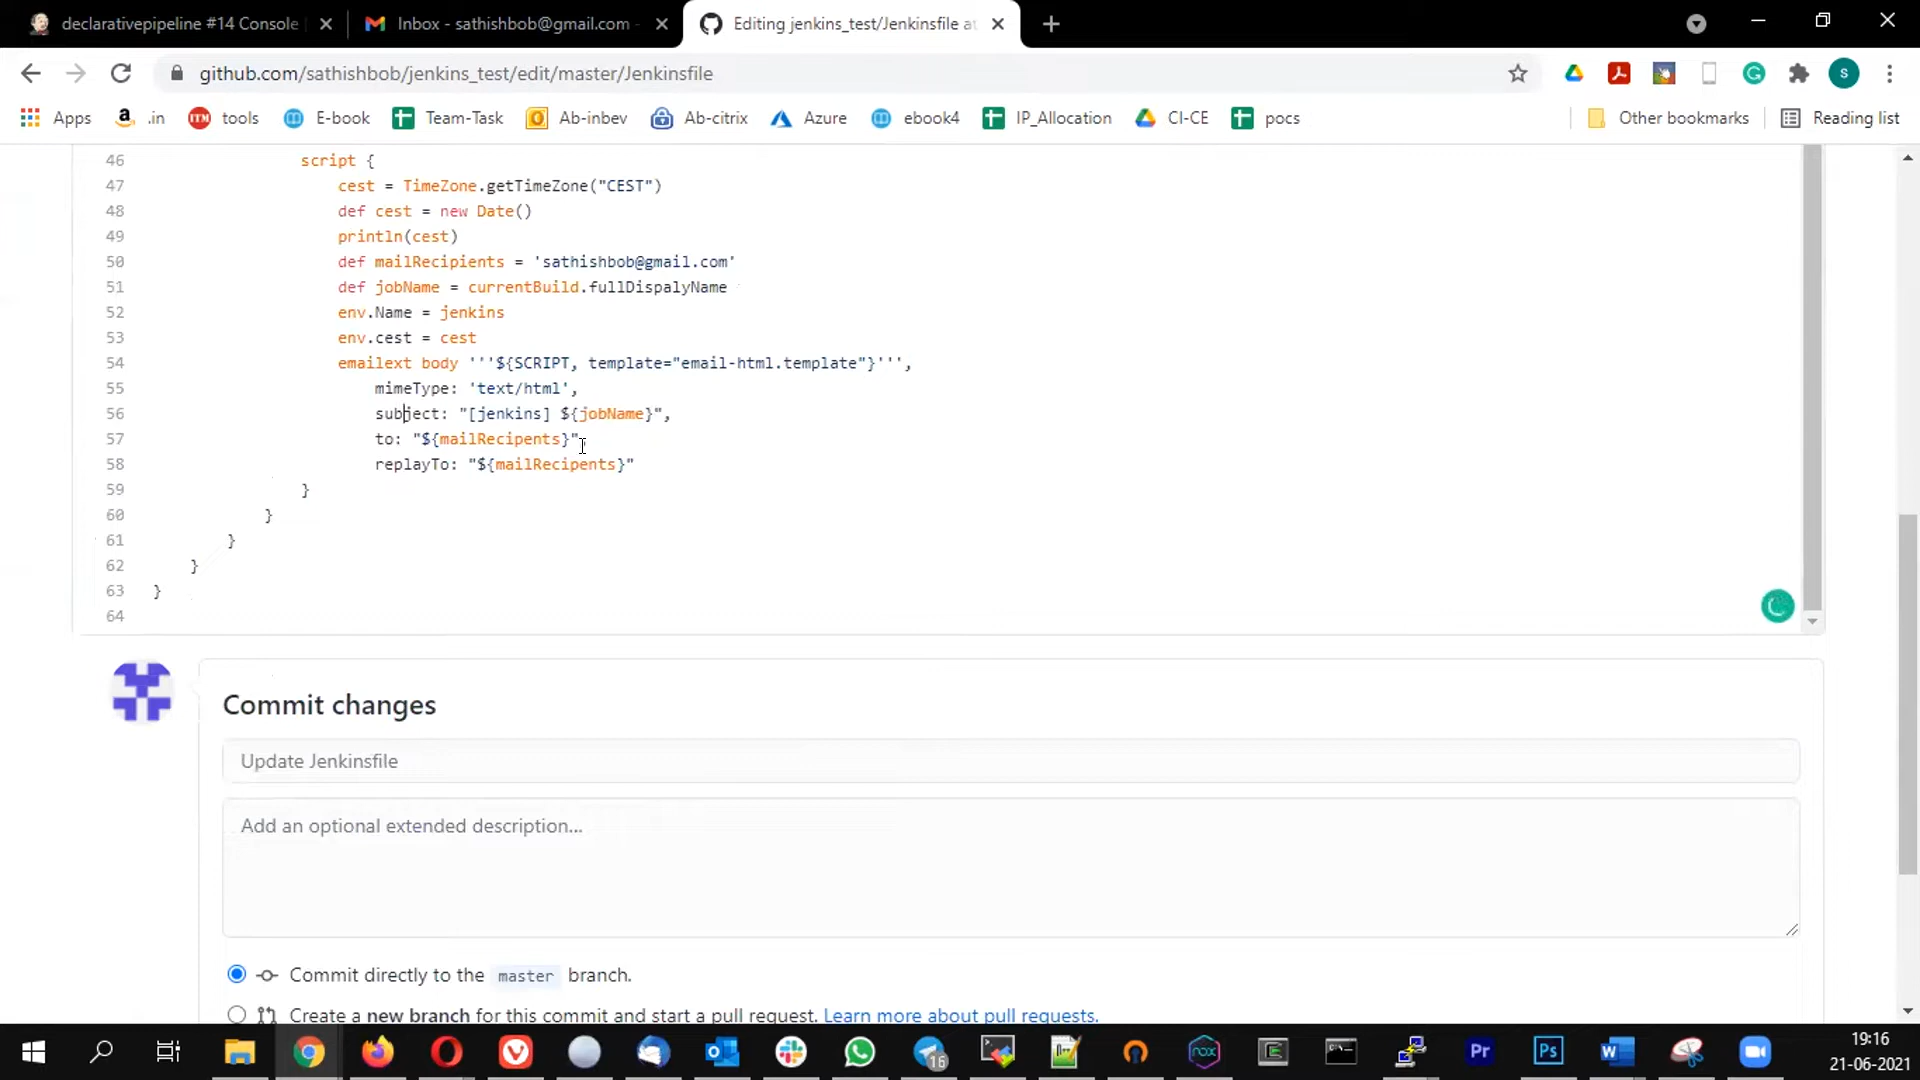 declarativepipeline #14 Console
Inbox - sathishbob@gmail.com -
Editing jenkins_test/Jenkinsfile at
github.com/sathishbob/jenkins_test/edit/master/Jenkinsfile
S
Apps
.in
ITM
tools
E-book
Team-Task
Ab-inbev
Ab-citrix
Azure
ebook4
IP_Allocation
CI-CE
pocs
Other bookmarks
Reading list
46 script {
47 cest = TimeZone.getTimeZone("CEST")
48 def cest = new Date()
49 println(cest)
50 def mailRecipients = 'sathishbob@gmail.com'
51 def jobName = currentBuild.fullDispalyName
52 env.Name = jenkins
53 env.cest = cest
54 emailext body '''${SCRIPT, template="email-html.template"}''',
55 mimeType: 'text/html',
56 subject: "[jenkins] ${jobName}",
57 to: "${mailRecipents}"
58 replayTo: "${mailRecipents}"
59 }
60 }
61 }
62 }
63 }
64
Commit changes
Update Jenkinsfile
Add an optional extended description...
Commit directly to the master branch.
Create a new branch for this commit and start a pull request. Learn more about pull requests.
16
nox
Pr
Ps
W
19:16
21-06-2021